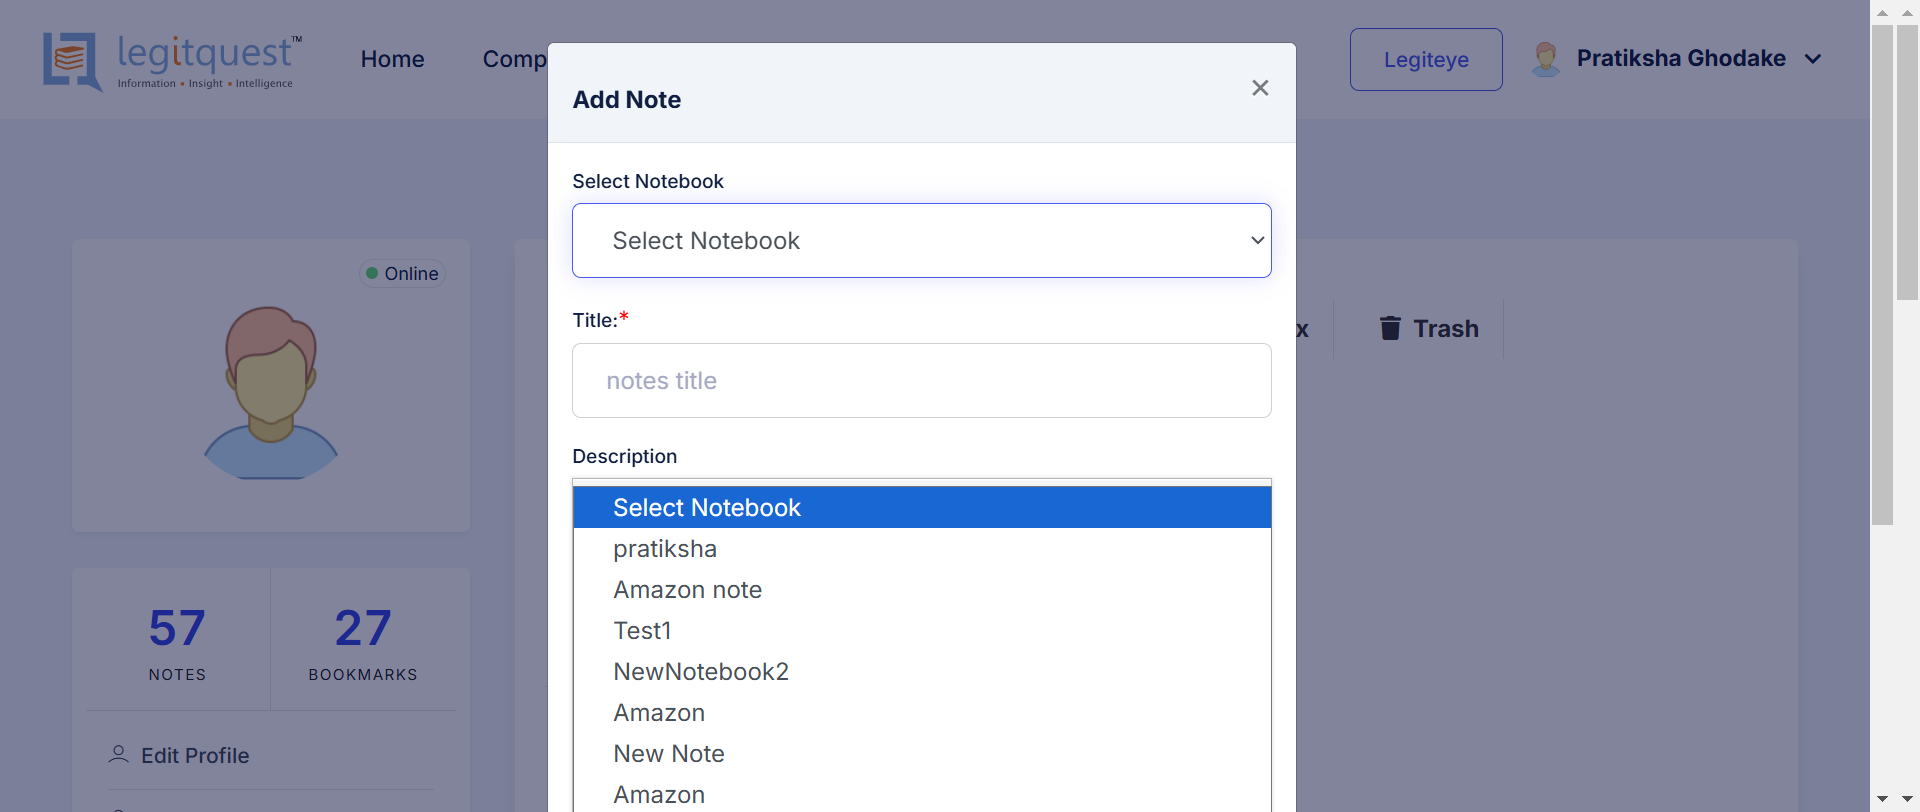 legitquest™
Information • Insight • Intelligence
Home
Comp
Legiteye
Pratiksha Ghodake
Add Note
×
Select Notebook
Select Notebook
Online
Title:*
notes title
x
Trash
Description
Select Notebook
pratiksha
Amazon note
Test1
NewNotebook2
Amazon
New Note
Amazon
57
NOTES
27
BOOKMARKS
Edit Profile